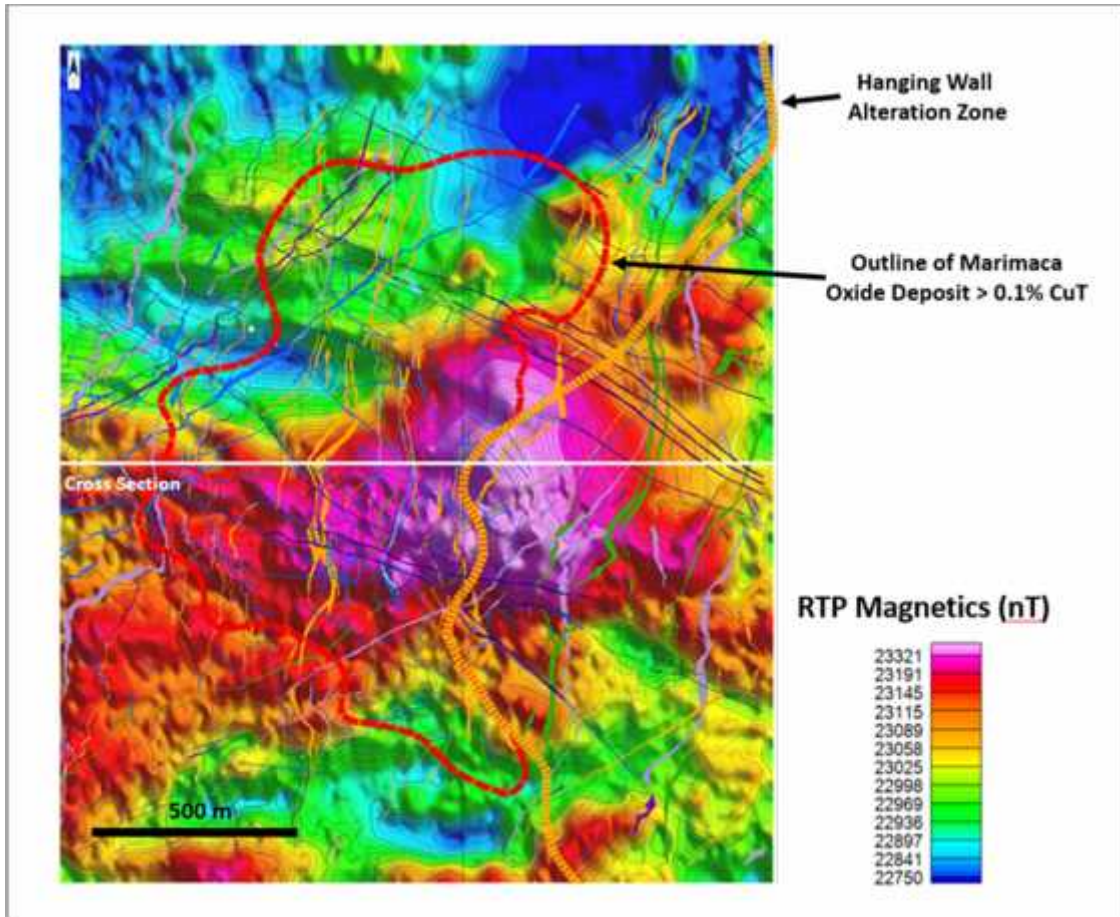 Hanging Wall
Alteration Zone
Outline of Marimaca
Oxide Deposit > 0.1% CuT
Cross Section
RTP Magnetics (nT)
23321
23191
23145
23115
23089
23058
23025
22998
22969
22936
22897
22841
22750
500 m